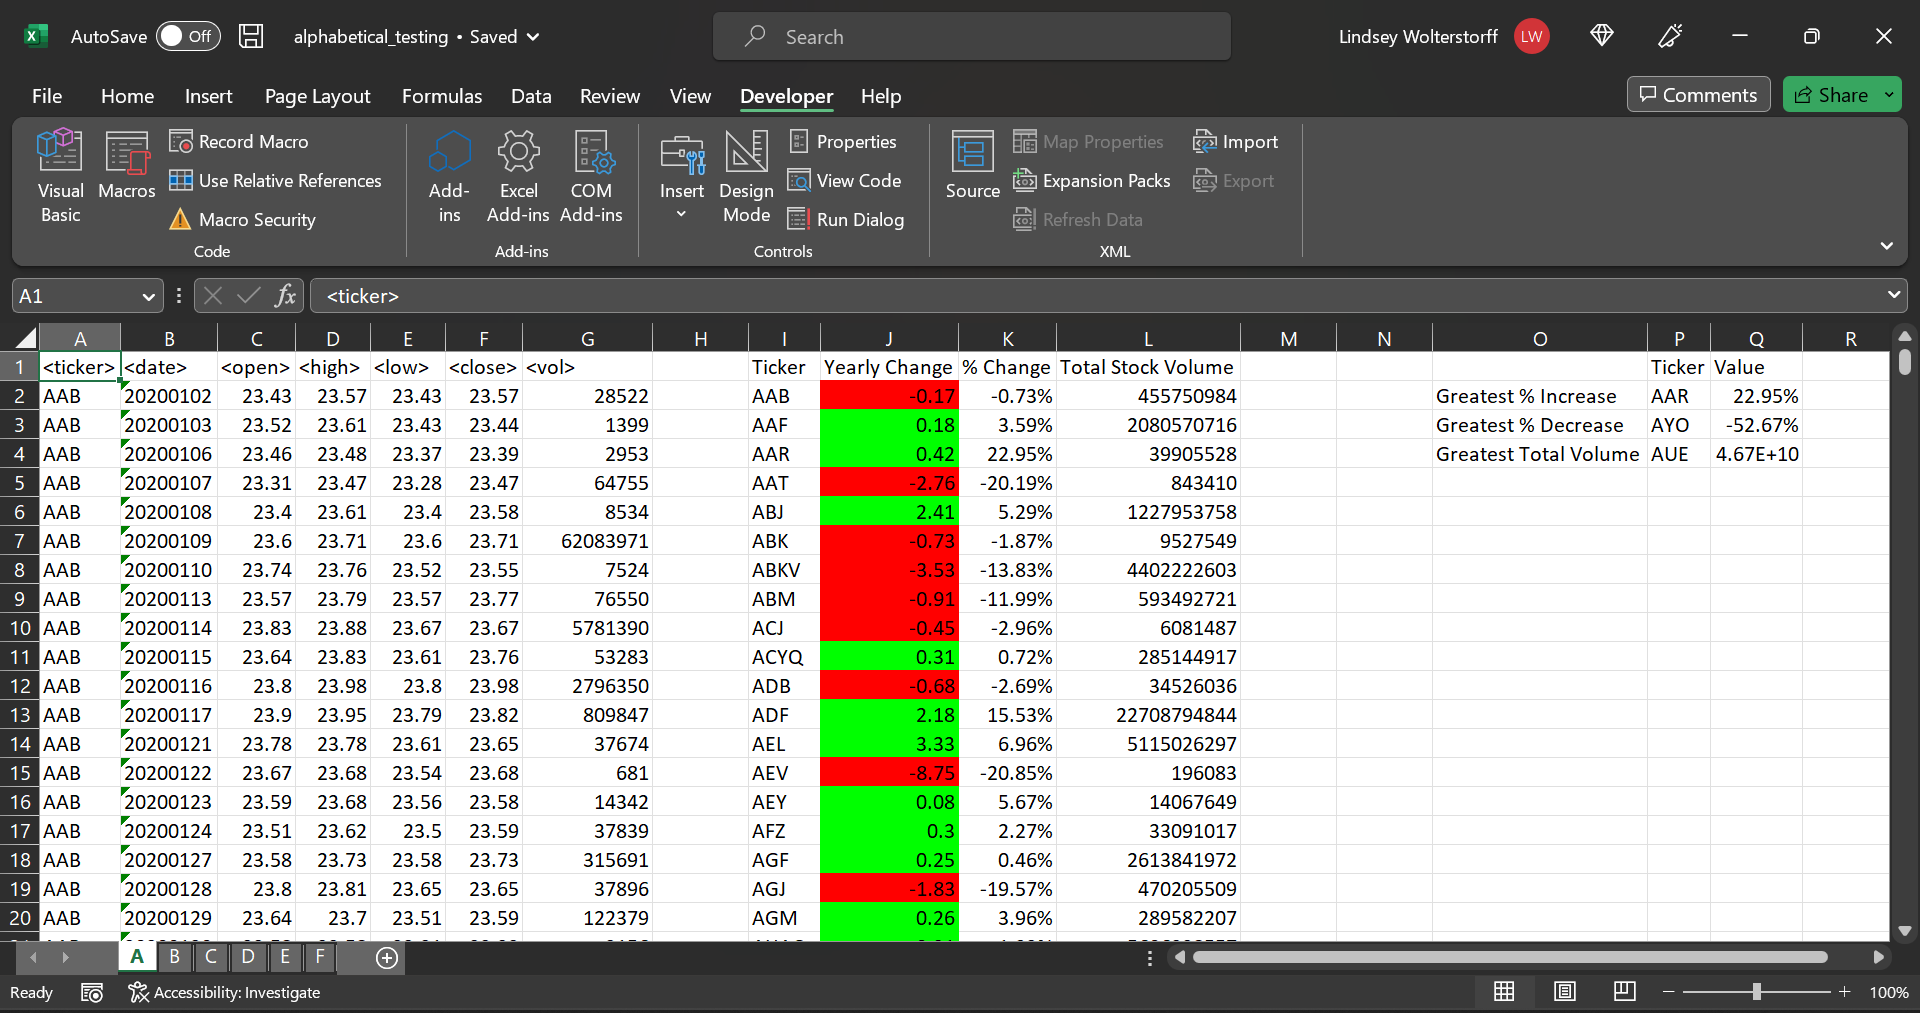 AutoSave Off alphabetical_testing • Saved Search Lindsey Wolterstorff LW
File Home Insert Page Layout Formulas Data Review View Developer Help Comments Share
Visual Basic Macros Record Macro Use Relative References Macro Security Code
Add-ins Excel Add-ins COM Add-ins Add-ins
Insert Design Mode Properties View Code Run Dialog Controls
Source Map Properties Expansion Packs Refresh Data Import Export XML
A1 fx <ticker>
A B C D E F G H I J K L M N O P Q R
1 <ticker> <date> <open> <high> <low> <close> <vol> Ticker Yearly Change % Change Total Stock Volume Ticker Value
2 AAB 20200102 23.43 23.57 23.43 23.57 28522 AAB -0.17 -0.73% 455750984 Greatest % Increase AAR 22.95%
3 AAB 20200103 23.52 23.61 23.43 23.44 1399 AAF 0.18 3.59% 2080570716 Greatest % Decrease AYO -52.67%
4 AAB 20200106 23.46 23.48 23.37 23.39 2953 AAR 0.42 22.95% 39905528 Greatest Total Volume AUE 4.67E+10
5 AAB 20200107 23.31 23.47 23.28 23.47 64755 AAT -2.76 -20.19% 843410
6 AAB 20200108 23.4 23.61 23.4 23.58 8534 ABJ 2.41 5.29% 1227953758
7 AAB 20200109 23.6 23.71 23.6 23.71 62083971 ABK -0.73 -1.87% 9527549
8 AAB 20200110 23.74 23.76 23.52 23.55 7524 ABKV -3.53 -13.83% 4402222603
9 AAB 20200113 23.57 23.79 23.57 23.77 76550 ABM -0.91 -11.99% 593492721
10 AAB 20200114 23.83 23.88 23.67 23.67 5781390 ACJ -0.45 -2.96% 6081487
11 AAB 20200115 23.64 23.83 23.61 23.76 53283 ACYQ 0.31 0.72% 285144917
12 AAB 20200116 23.8 23.98 23.8 23.98 2796350 ADB -0.68 -2.69% 34526036
13 AAB 20200117 23.9 23.95 23.79 23.82 809847 ADF 2.18 15.53% 22708794844
14 AAB 20200121 23.78 23.78 23.61 23.65 37674 AEL 3.33 6.96% 5115026297
15 AAB 20200122 23.67 23.68 23.54 23.68 681 AEV -8.75 -20.85% 196083
16 AAB 20200123 23.59 23.68 23.56 23.58 14342 AEY 0.08 5.67% 14067649
17 AAB 20200124 23.51 23.62 23.5 23.59 37839 AFZ 0.3 2.27% 33091017
18 AAB 20200127 23.58 23.73 23.58 23.73 315691 AGF 0.25 0.46% 2613841972
19 AAB 20200128 23.8 23.81 23.65 23.65 37896 AGJ -1.83 -19.57% 470205509
20 AAB 20200129 23.64 23.7 23.51 23.59 122379 AGM 0.26 3.96% 289582207
A B C D E F
Ready Accessibility: Investigate 100%